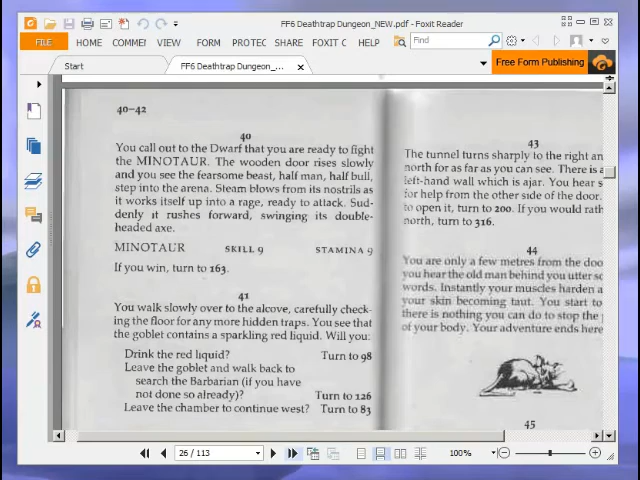 FF6 Deathtrap Dungeon_NEW.pdf - Foxit Reader
FILE HOME COMMEI VIEW FORM PROTEC SHARE FOXIT C HELP Find
Start FF6 Deathtrap Dungeon_... Free Form Publishing
40-42
40
You call out to the Dwarf that you are ready to fight
the MINOTAUR. The wooden door rises slowly
and you see the fearsome beast, half man, half bull,
step into the arena. Steam blows from its nostrils as
it works itself up into a rage, ready to attack. Sud-
denly it rushes forward, swinging its double-
headed axe.
MINOTAUR SKILL 9 STAMINA 9
If you win, turn to 163.
41
You walk slowly over to the alcove, carefully check-
ing the floor for any more hidden traps. You see that
the goblet contains a sparkling red liquid. Will you:
Drink the red liquid? Turn to 98
Leave the goblet and walk back to
search the Barbarian (if you have
not done so already)? Turn to 126
Leave the chamber to continue west? Turn to 83
43
The tunnel turns sharply to the right an
north for as far as you can see. There is a
left-hand wall which is ajar. You hear s
for help from the other side of the door.
to open it, turn to 200. If you would rath
north, turn to 316.
44
You are only a few metres from the doo
you hear the old man behind you utter so
words. Instantly your muscles harden a
your skin becoming taut. You start to
there is nothing you can do to stop the
of your body. Your adventure ends here
45
26 / 113 100%